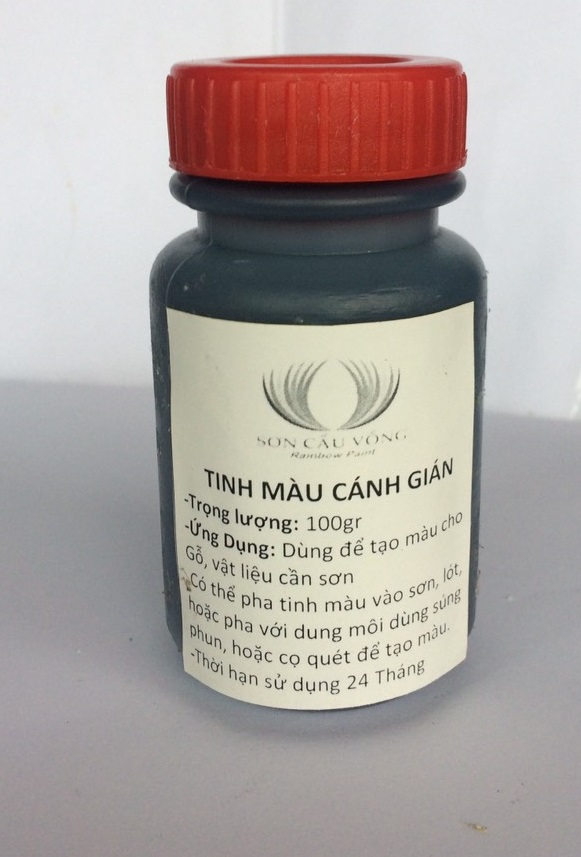 SƠN CẦU VỒNG
Rainbow Paint
TINH MÀU CÁNH GIÁN
-Trọng lượng: 100gr
-Ứng Dụng: Dùng để tạo màu cho
Gỗ, vật liệu cần sơn
-Có thể pha tinh màu vào sơn, lót,
hoặc pha với dung môi dùng súng
phun, hoặc cọ quét để tạo màu.
-Thời hạn sử dụng 24 Tháng